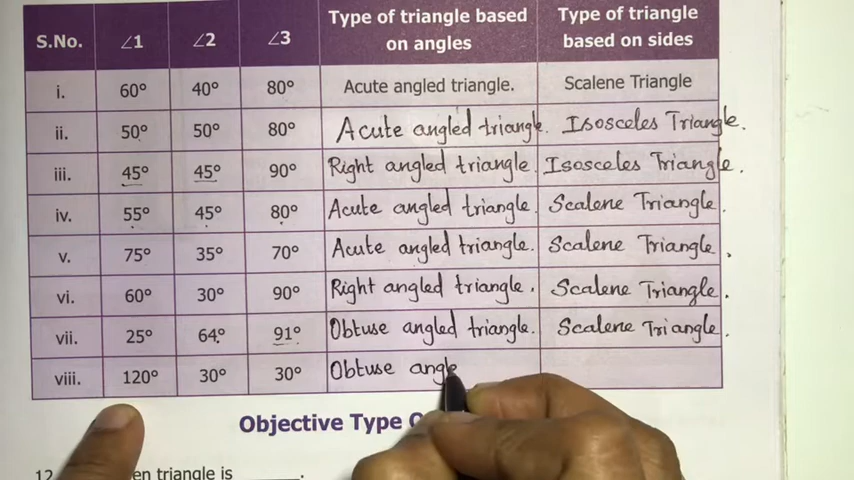 S.No. ∠1 ∠2 ∠3 Type of triangle based on angles Type of triangle based on sides
i. 60° 40° 80° Acute angled triangle. Scalene Triangle
ii. 50° 50° 80° Acute angled triangle. Isosceles Triangle.
iii. 45° 45° 90° Right angled triangle. Isosceles Triangle.
iv. 55° 45° 80° Acute angled triangle. Scalene Triangle.
v. 75° 35° 70° Acute angled triangle. Scalene Triangle.
vi. 60° 30° 90° Right angled triangle. Scalene Triangle.
vii. 25° 64° 91° Obtuse angled triangle. Scalene Triangle.
viii. 120° 30° 30° Obtuse angle
Objective Type
12 triangle is ______.